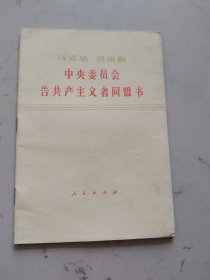 马克思 恩格斯
中央委员会
告共产主义者同盟书
人民出版社